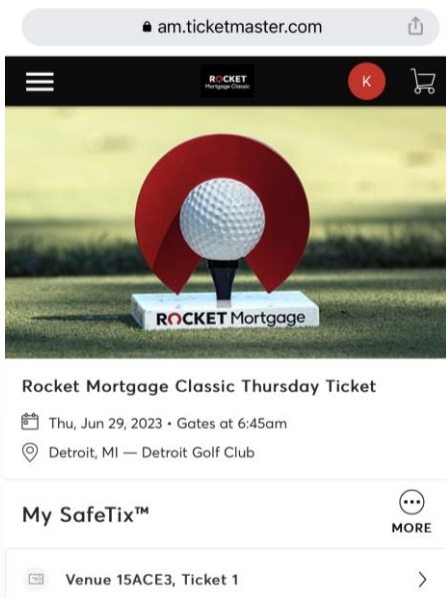 am.ticketmaster.com
ROCKET
Mortgage Classic
K
ROCKET Mortgage
Rocket Mortgage Classic Thursday Ticket
Thu, Jun 29, 2023 • Gates at 6:45am
Detroit, MI — Detroit Golf Club
My SafeTix™
MORE
Venue 15ACE3, Ticket 1